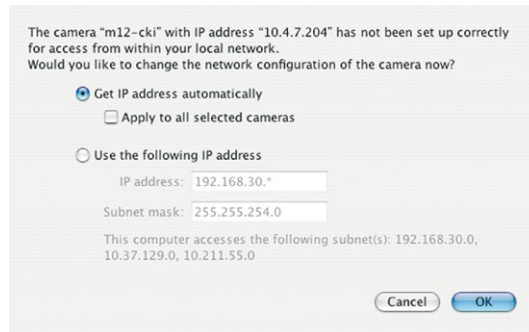 The camera “m12-cki” with IP address “10.4.7.204” has not been set up correctly
for access from within your local network.
Would you like to change the network configuration of the camera now?
Get IP address automatically
Apply to all selected cameras
Use the following IP address
IP address: 192.168.30.*
Subnet mask: 255.255.254.0
This computer accesses the following subnet(s): 192.168.30.0,
10.37.129.0, 10.211.55.0
Cancel OK